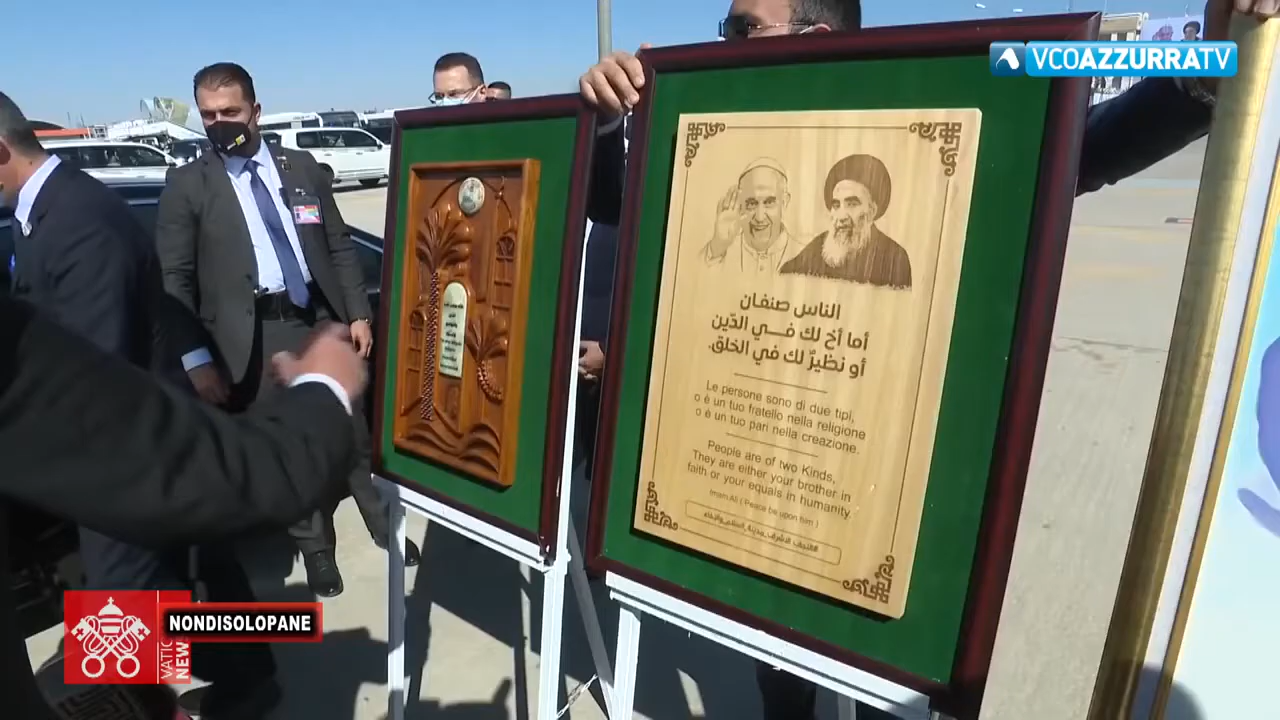 VCOAZZURRATV
الناس صنفان
أما أخ لك في الدّين
أو نظيرٌ لك في الخلق.
Le persone sono di due tipi,
o è un tuo fratello nella religione
o è un tuo pari nella creazione.
People are of two Kinds,
They are either your brother in
faith or your equals in humanity.
Imam Ali ( Peace be upon him )
#النجف_الاشرف_مدينة_السلام_والإخاء
NONDISOLOPANE
VATIC
NEWS